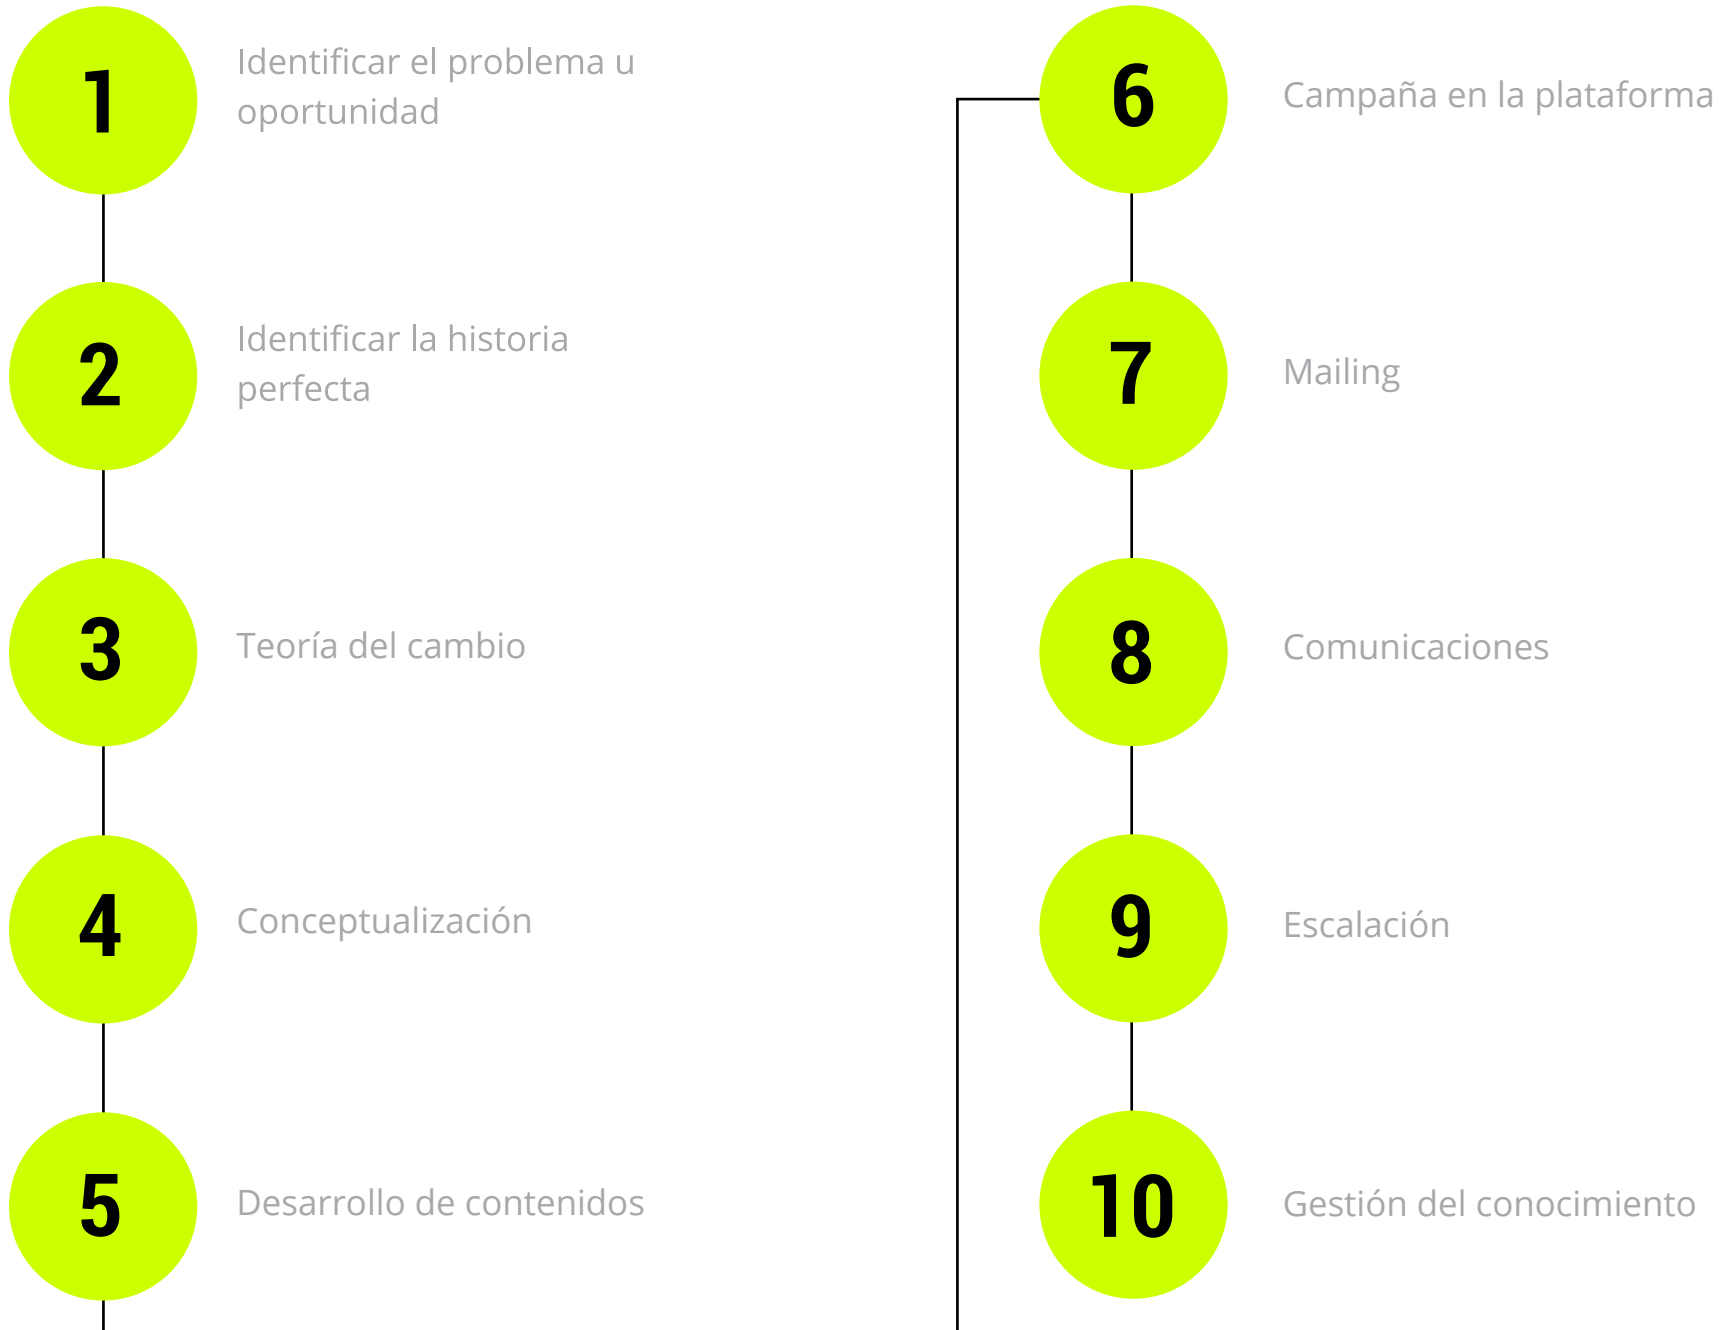 1
Identificar el problema u
oportunidad
2
Identificar la historia
perfecta
3
Teoría del cambio
4
Conceptualización
5
Desarrollo de contenidos
6
Campaña en la plataforma
7
Mailing
8
Comunicaciones
9
Escalación
10
Gestión del conocimiento